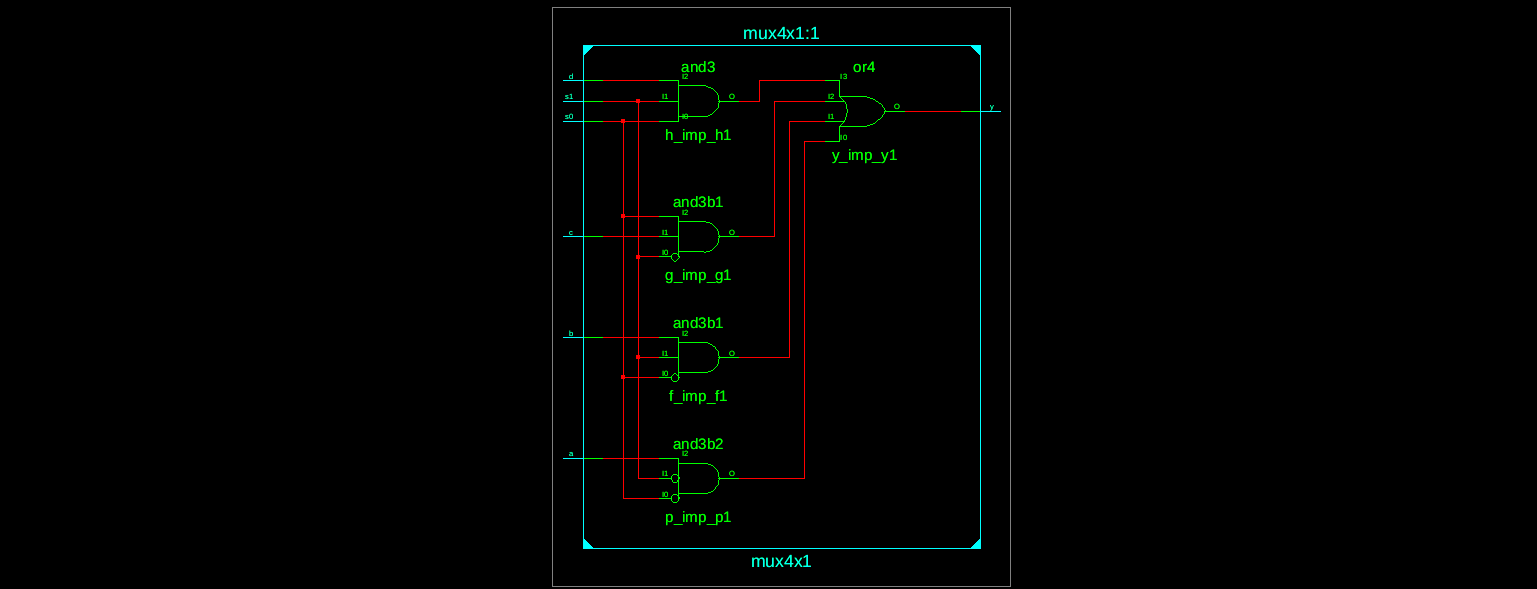 mux4x1:1
and3
or4
d
I2
I3
s1
I1
O
I2
O
y
s0
I0
I1
h_imp_h1
I0
y_imp_y1
and3b1
I2
c
I1
O
I0
g_imp_g1
and3b1
b
I2
I1
O
I0
f_imp_f1
and3b2
a
I2
I1
O
I0
p_imp_p1
mux4x1